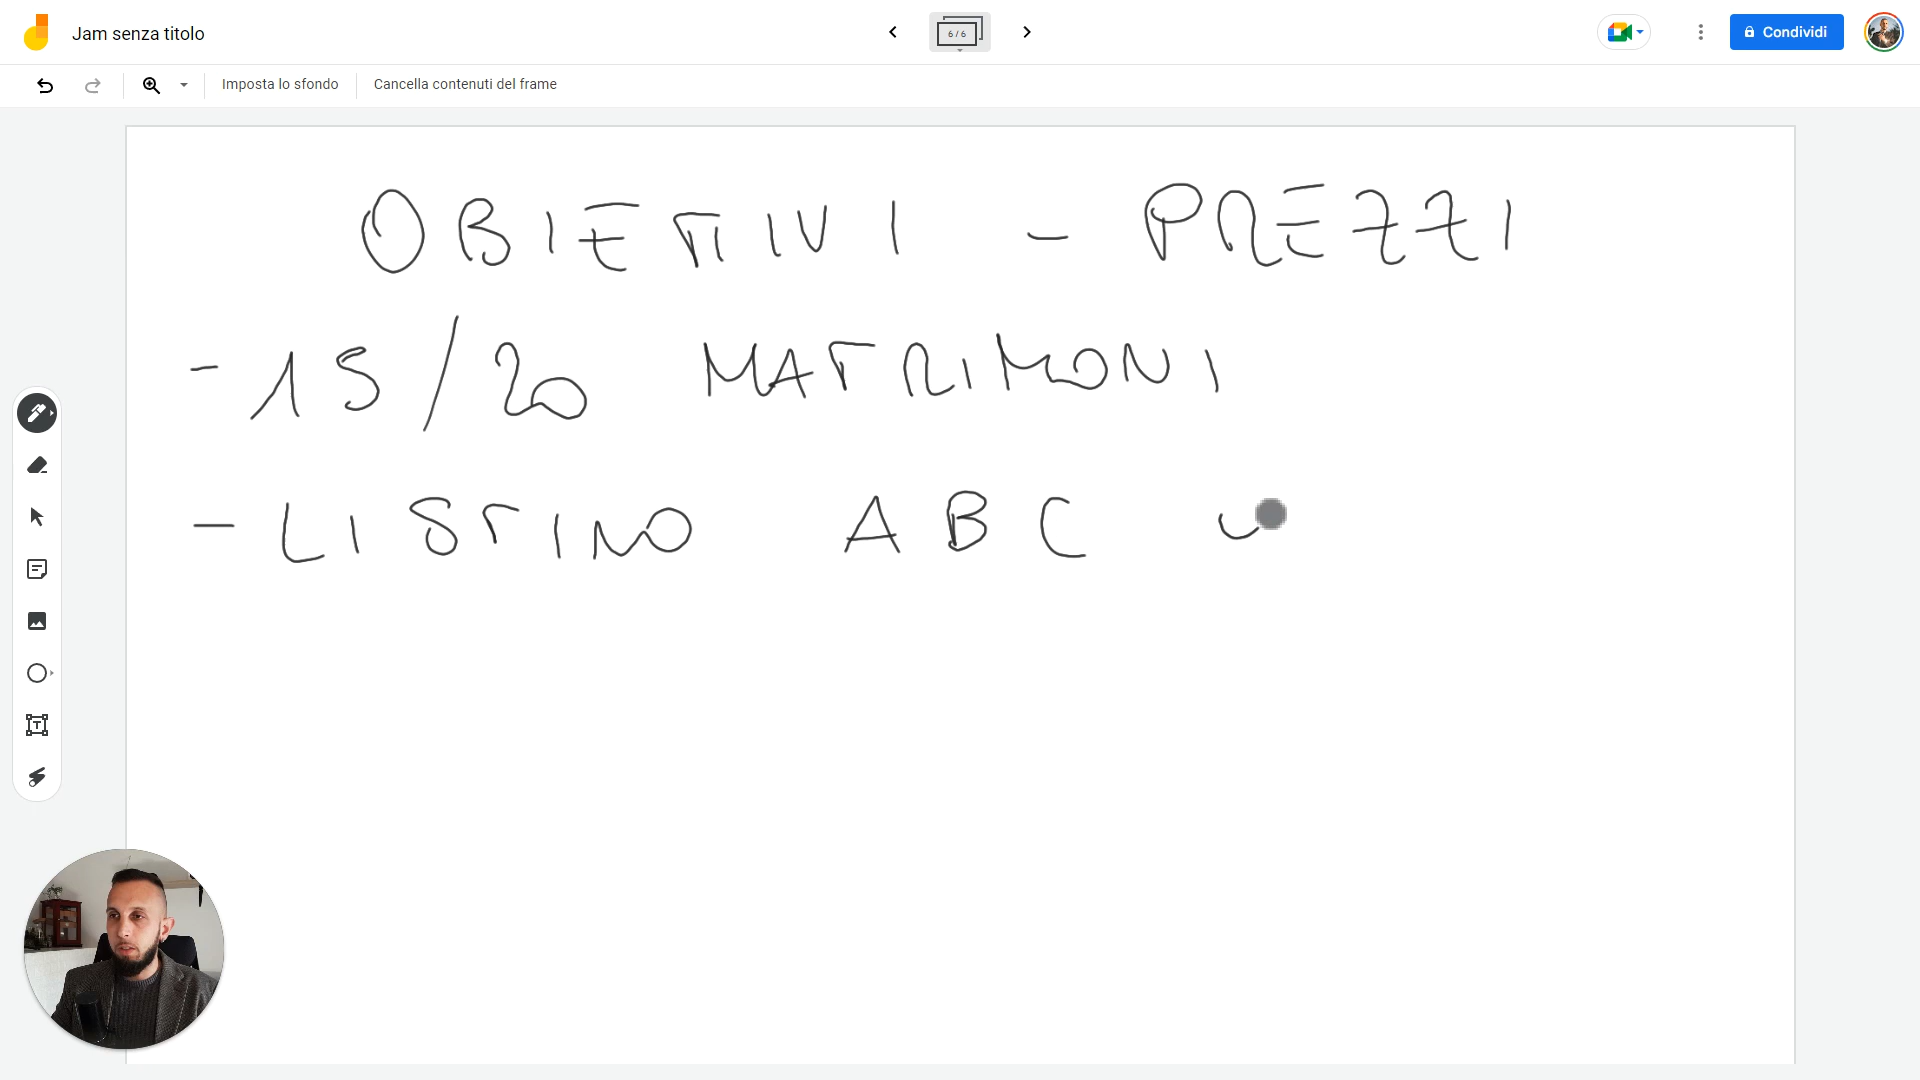 Jam senza titolo
6 / 6
Condividi
Imposta lo sfondo
Cancella contenuti del frame
OBIETTIVI - PREZZI
- 15/20 MATRIMONI
- LISTINO ABC